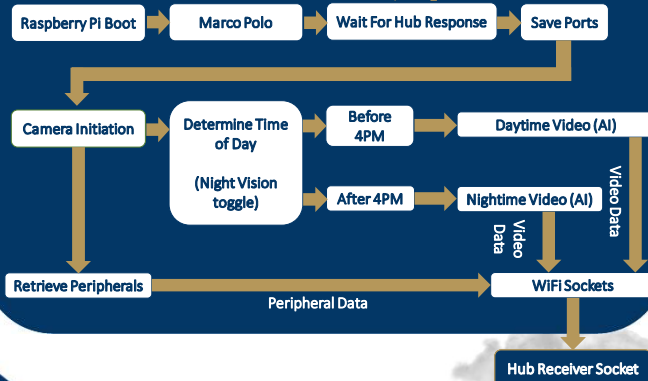 Raspberry Pi Boot
Marco Polo
Wait For Hub Response
Save Ports
Camera Initiation
Determine Time
of Day
(Night Vision
toggle)
Before
4PM
Daytime Video (AI)
After 4PM
Nightime Video (AI)
Video
Data
Video Data
Retrieve Peripherals
Peripheral Data
WiFi Sockets
Hub Receiver Socket